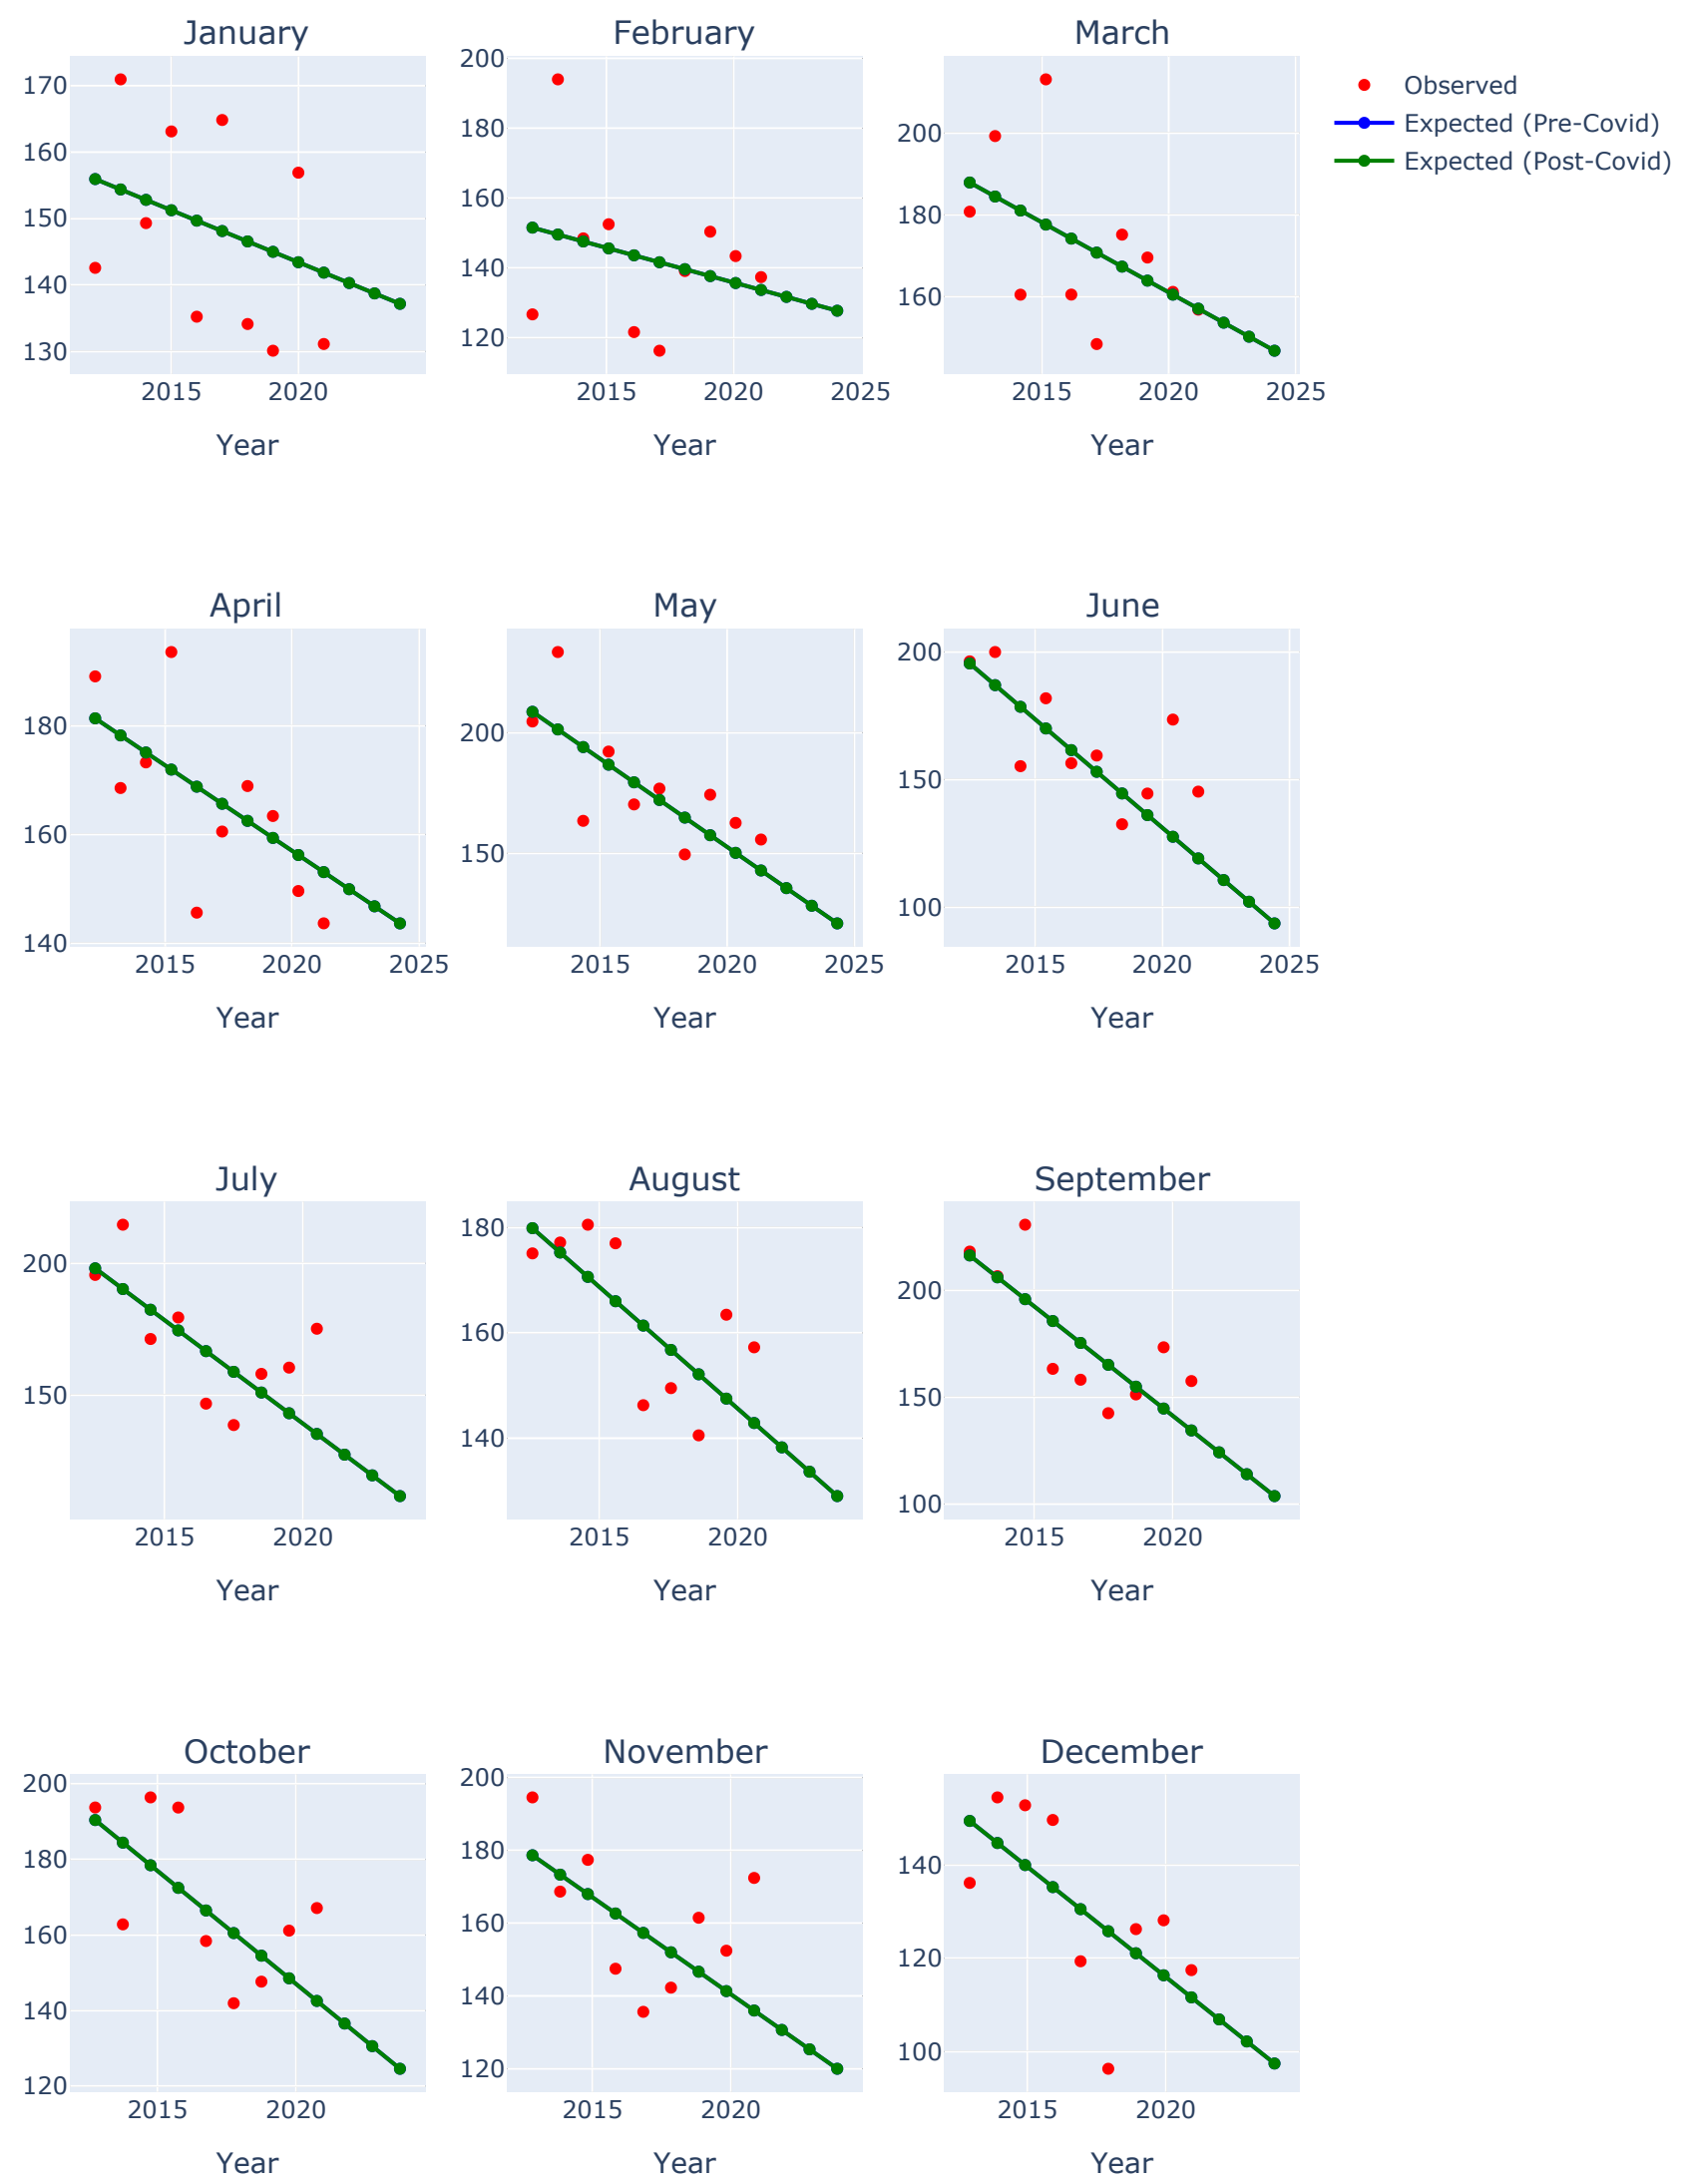 January February March
170
160
150
140
130
2015 2020
Year
200
180
160
140
120
2015 2020 2025
Year
200
180
160
2015 2020 2025
Year
Observed
Expected (Pre-Covid)
Expected (Post-Covid)
April May June
180
160
140
2015 2020 2025
Year
200
150
2015 2020 2025
Year
200
150
100
2015 2020 2025
Year
July August September
200
150
2015 2020
Year
180
160
140
2015 2020
Year
200
150
100
2015 2020
Year
October November December
200
180
160
140
120
2015 2020
Year
200
180
160
140
120
2015 2020
Year
140
120
100
2015 2020
Year